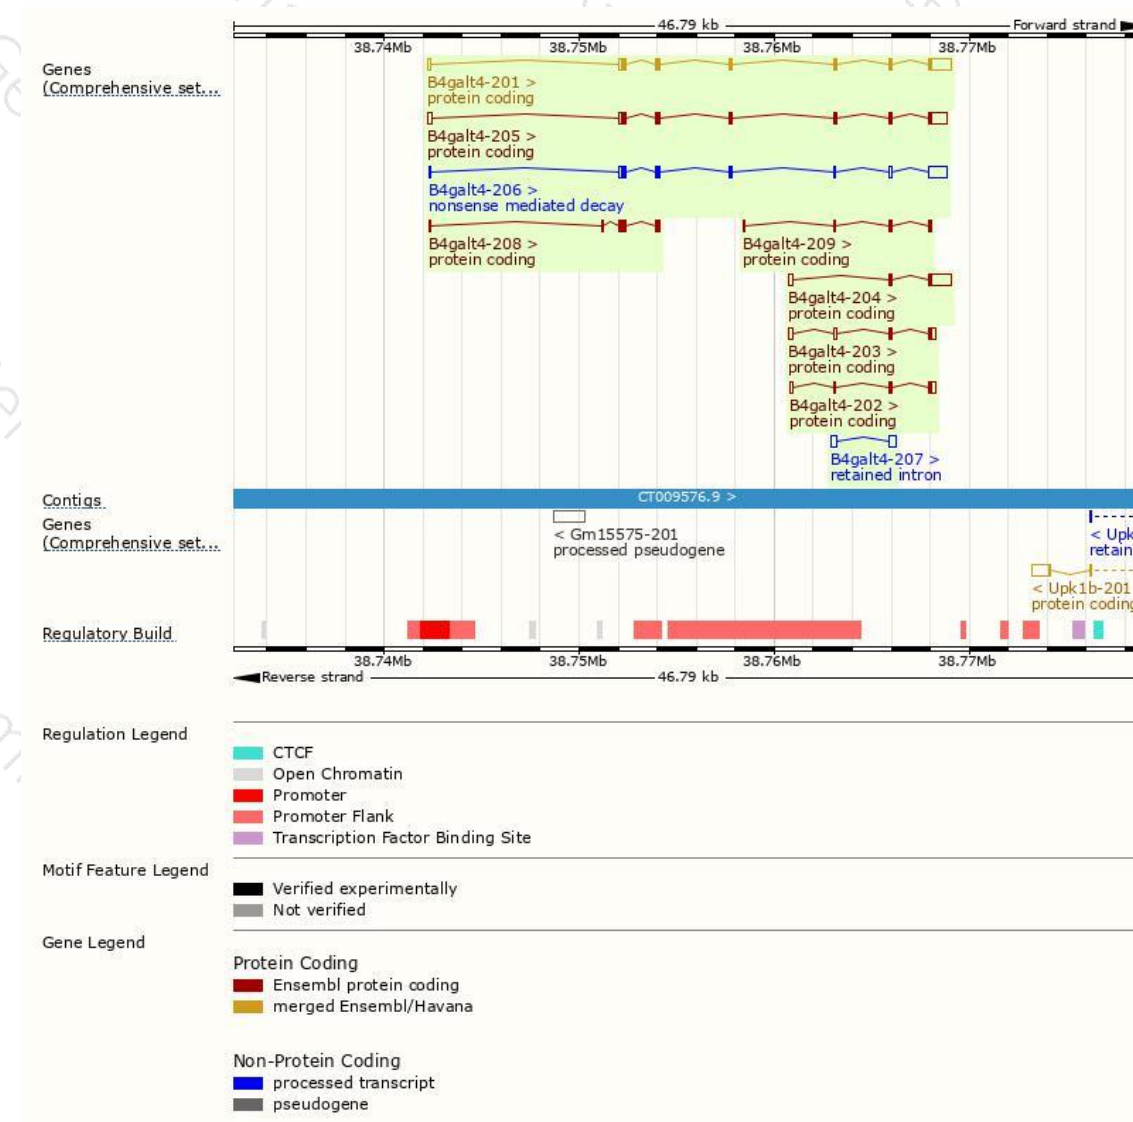 46.79 kb
Forward strand
38.74Mb 38.75Mb 38.76Mb 38.77Mb
Genes
(Comprehensive set...
B4galt4-201 >
protein coding
B4galt4-205 >
protein coding
B4galt4-206 >
nonsense mediated decay
B4galt4-208 >
protein coding
B4galt4-209 >
protein coding
B4galt4-204 >
protein coding
B4galt4-203 >
protein coding
B4galt4-202 >
protein coding
B4galt4-207 >
retained intron
Contigs
CT009576.9 >
Genes
(Comprehensive set...
< Gm15575-201
processed pseudogene
< Upk
retain
< Upk1b-201
protein coding
Regulatory Build
38.74Mb 38.75Mb 38.76Mb 38.77Mb
Reverse strand
46.79 kb
Regulation Legend
CTCF
Open Chromatin
Promoter
Promoter Flank
Transcription Factor Binding Site
Motif Feature Legend
Verified experimentally
Not verified
Gene Legend
Protein Coding
Ensembl protein coding
merged Ensembl/Havana
Non-Protein Coding
processed transcript
pseudogene